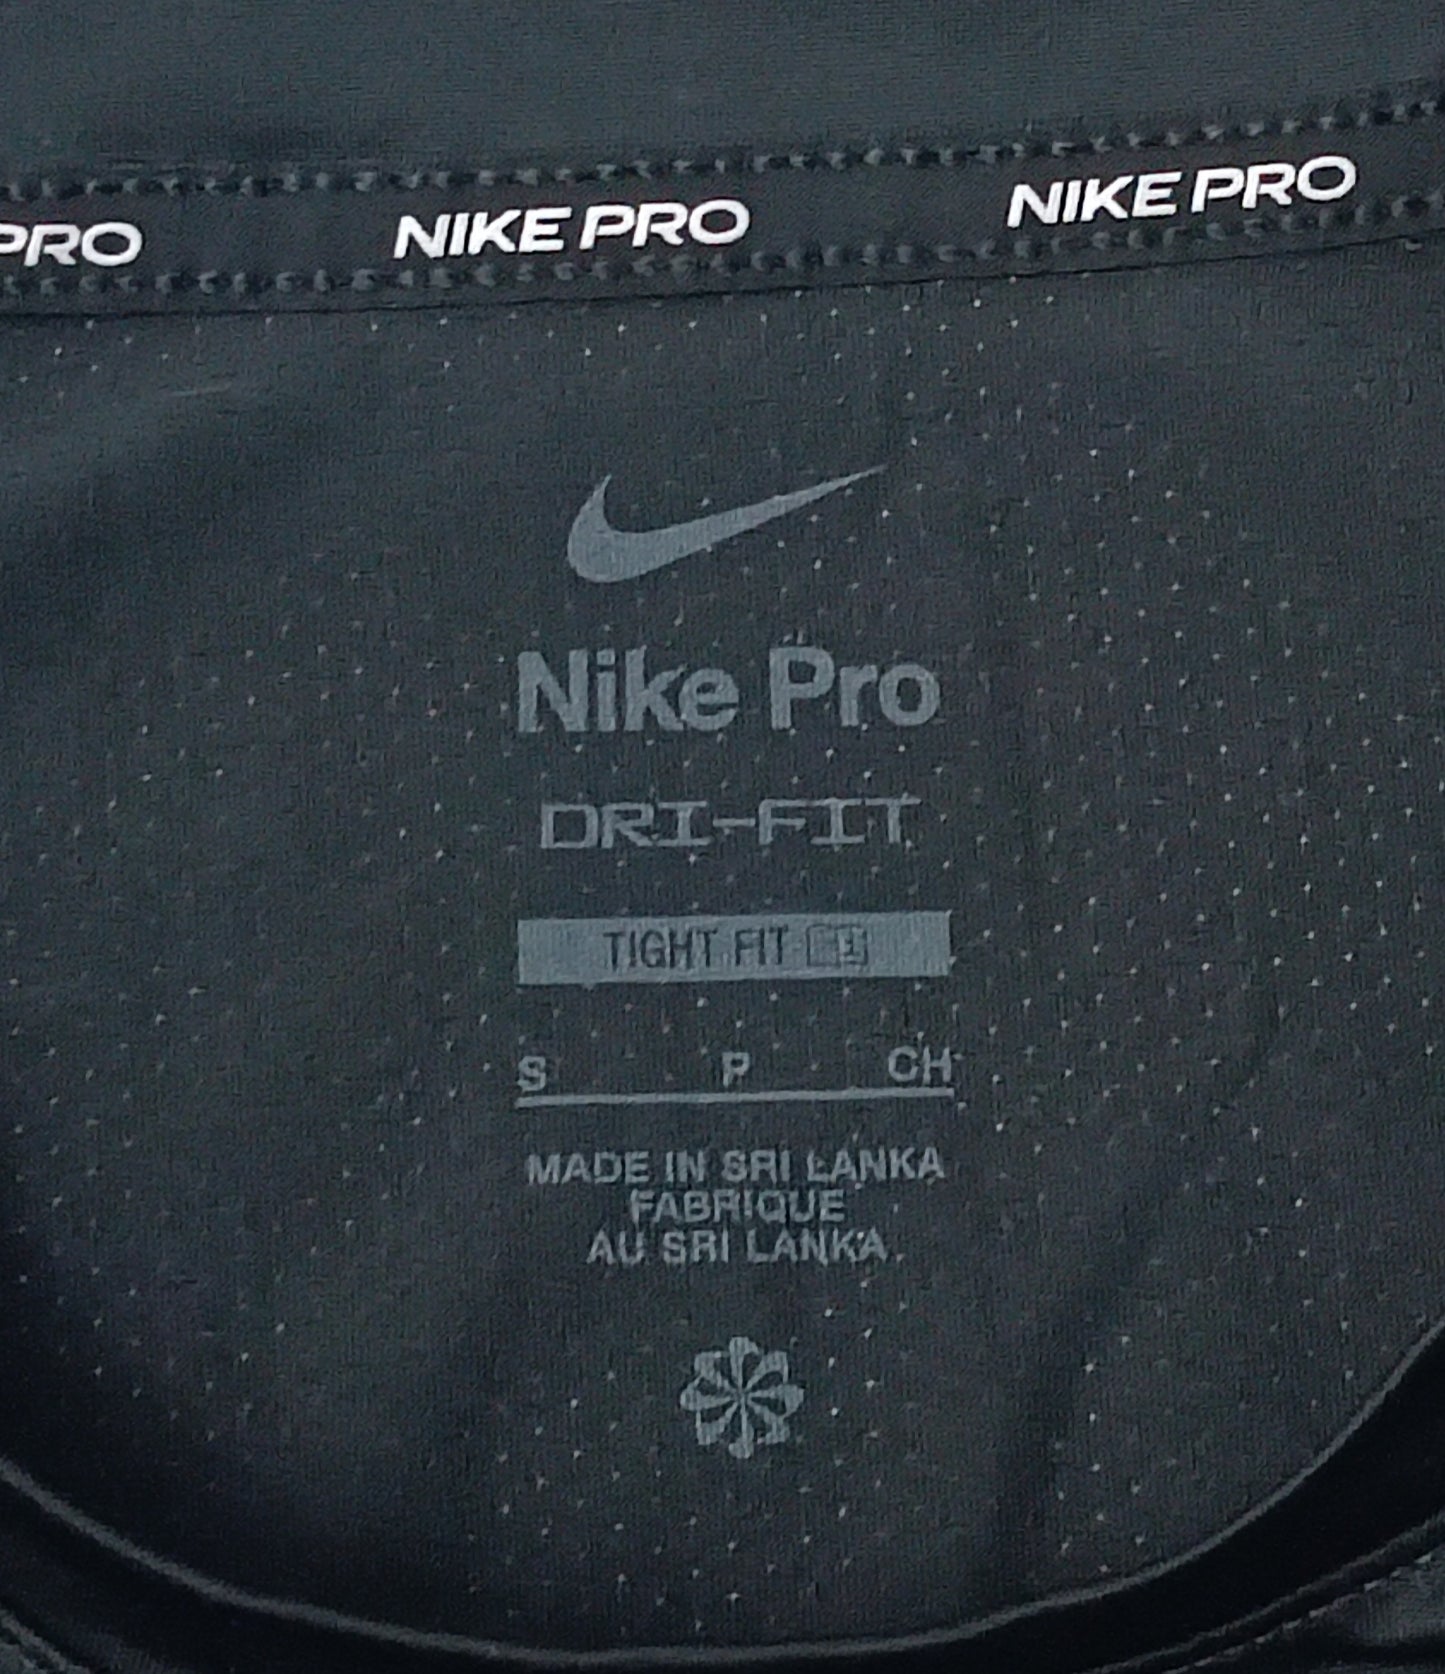 PRO NIKE PRO NIKE PRO
Nike Pro
DRI-FIT
TIGHT FIT
S P CH
MADE IN SRI LANKA
FABRIQUE
AU SRI LANKA